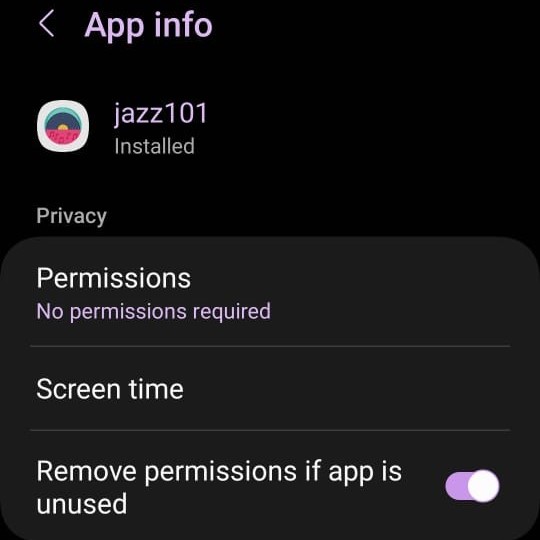 App info
jazz101
Installed
Privacy
Permissions
No permissions required
Screen time
Remove permissions if app is
unused